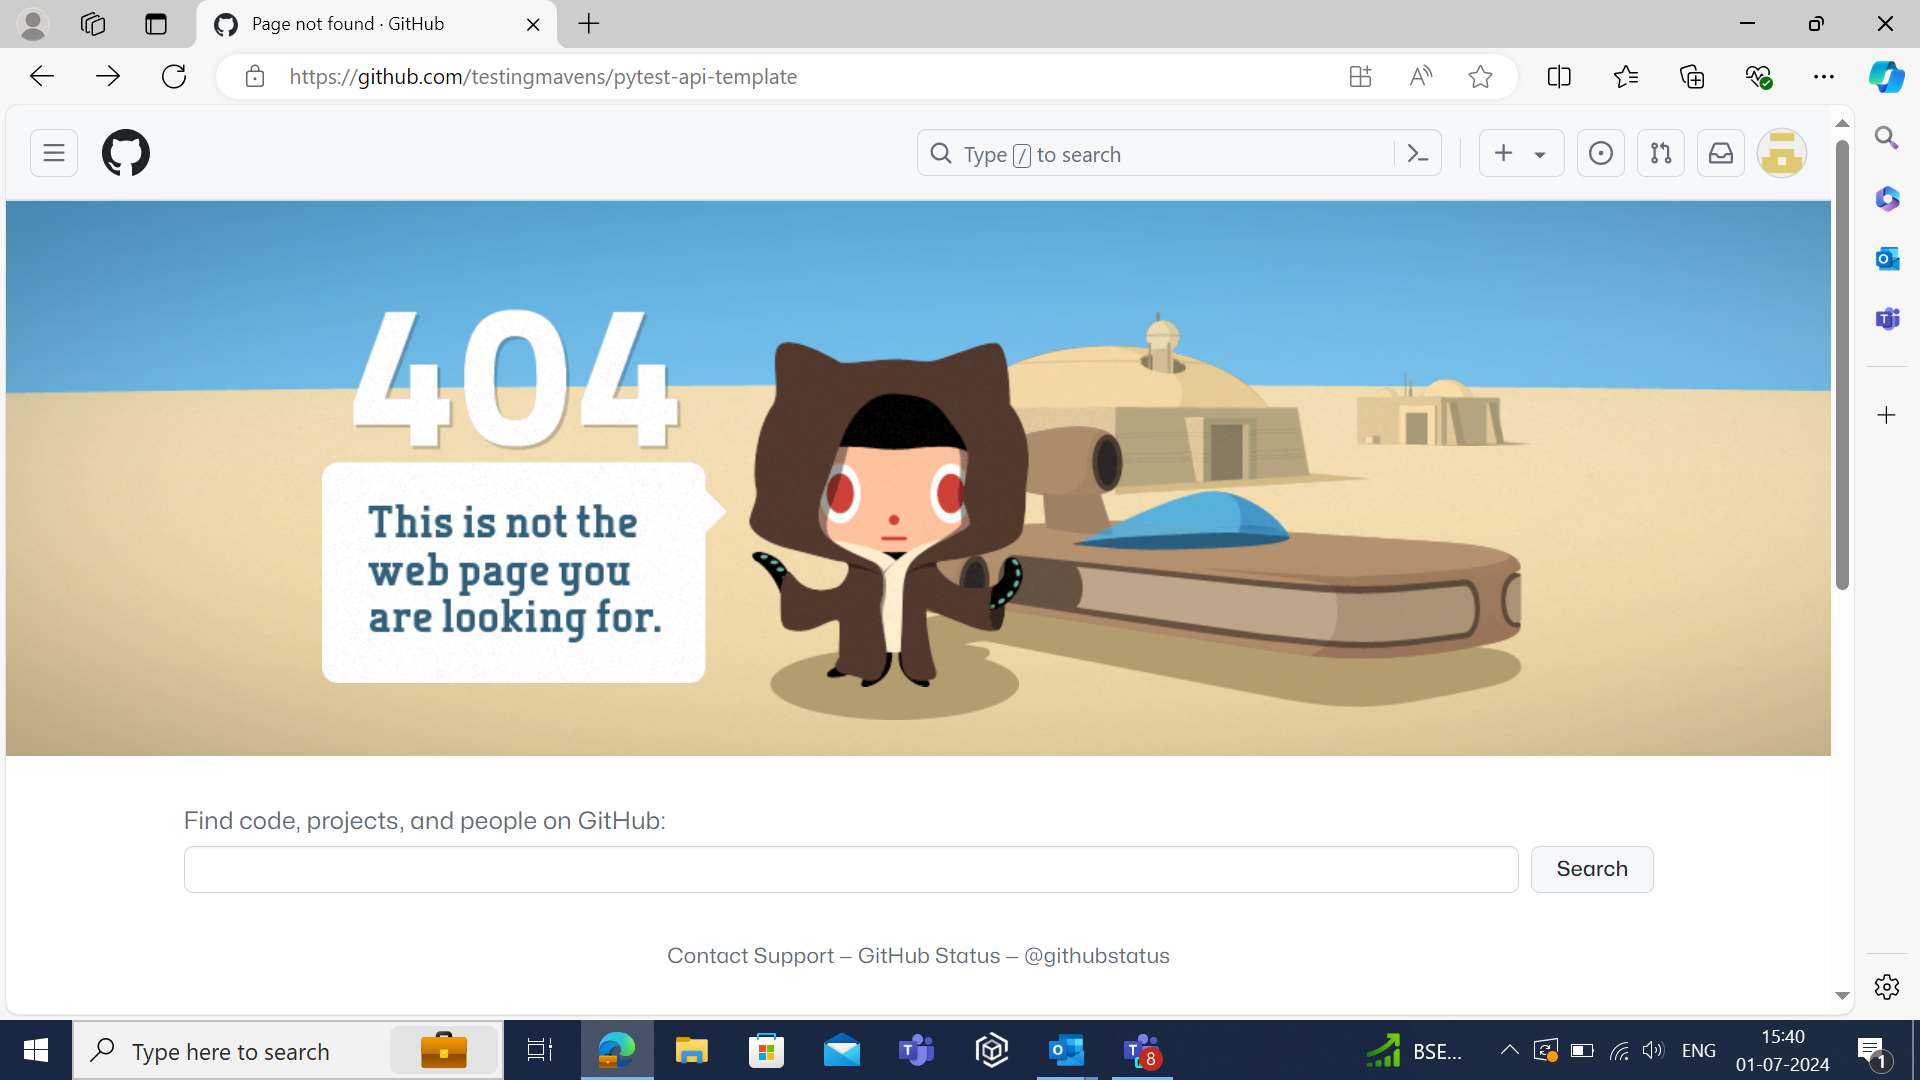 Page not found · GitHub
https://github.com/testingmavens/pytest-api-template
Type / to search
404
This is not the
web page you
are looking for.
Find code, projects, and people on GitHub:
Search
Contact Support — GitHub Status — @githubstatus
Type here to search
8
BSE...
ENG
15:40
01-07-2024
1